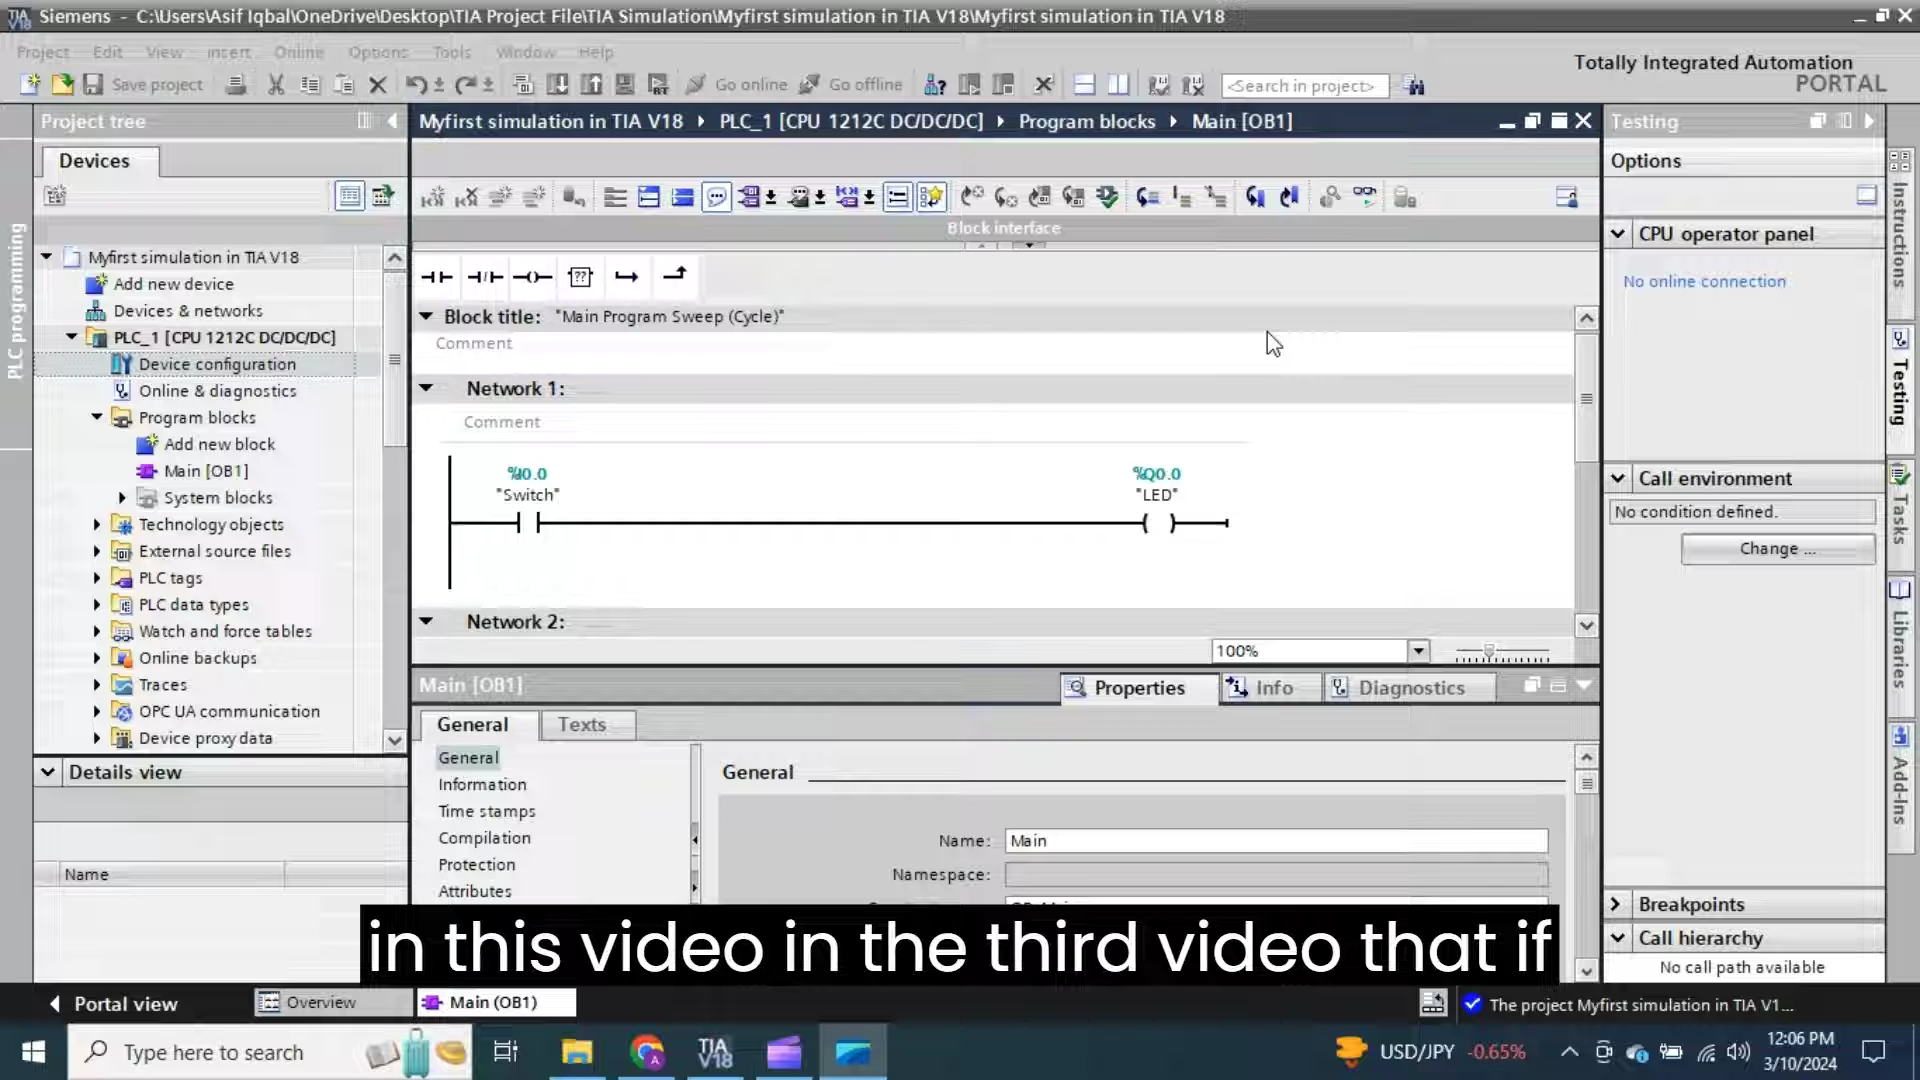 Siemens - C:\Users\Asif Iqbal\OneDrive\Desktop\TIA Project File\TIA Simulation\Myfirst simulation in TIA V18\Myfirst simulation in TIA V18
Project Edit View Insert Online Options Tools Window Help
Totally Integrated Automation
PORTAL
Save project
Go online
Go offline
<Search in project>
Project tree
Myfirst simulation in TIA V18 PLC_1 [CPU 1212C DC/DC/DC] Program blocks Main [OB1]
Testing
Devices
Options
Block interface
PLC programming
Myfirst simulation in TIA V18
Add new device
Devices & networks
PLC_1 [CPU 1212C DC/DC/DC]
Device configuration
Online & diagnostics
Program blocks
Add new block
Main [OB1]
System blocks
Technology objects
External source files
PLC tags
PLC data types
Watch and force tables
Online backups
Traces
OPC UA communication
Device proxy data
Details view
Name
??
Block title: "Main Program Sweep (Cycle)"
Comment
Network 1:
Comment
%I0.0
"Switch"
%Q0.0
"LED"
Network 2:
100%
Main [OB1]
Properties
Info
Diagnostics
General
Texts
General
Information
Time stamps
Compilation
Protection
Attributes
General
Name: Main
Namespace:
CPU operator panel
No online connection
Call environment
No condition defined.
Change ...
Breakpoints
Call hierarchy
No call path available
Instructions
Testing
Tasks
Libraries
Add-Ins
in this video in the third video that if
Portal view
Overview
Main (OB1)
The project Myfirst simulation in TIA V1...
Type here to search
TIA
V18
USD/JPY -0.65%
12:06 PM
3/10/2024